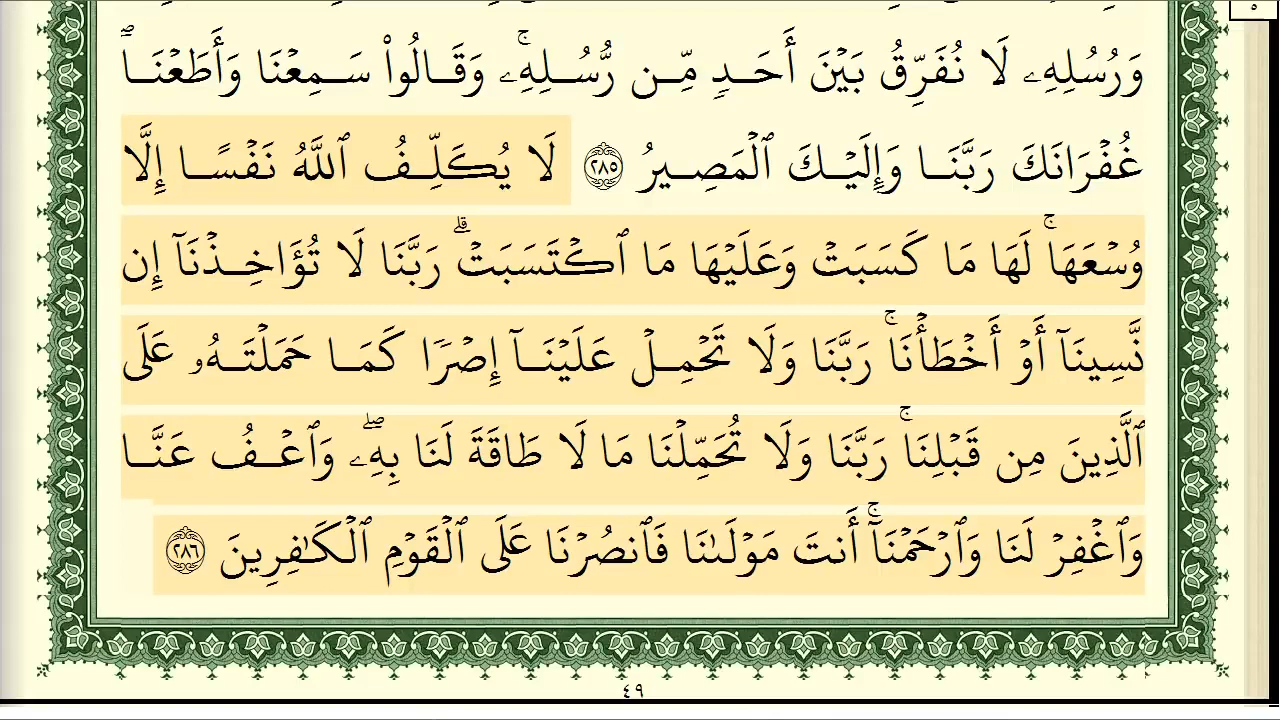 ٥
وَرُسُلِهِۦ لَا نُفَرِّقُ بَيْنَ أَحَدٍ مِّن رُّسُلِهِۦۚ وَقَالُوا۟ سَمِعْنَا وَأَطَعْنَاۖ
غُفْرَانَكَ رَبَّنَا وَإِلَيْكَ ٱلْمَصِيرُ ٢٨٥ لَا يُكَلِّفُ ٱللَّهُ نَفْسًا إِلَّا
وُسْعَهَاۚ لَهَا مَا كَسَبَتْ وَعَلَيْهَا مَا ٱكْتَسَبَتْۗ رَبَّنَا لَا تُؤَاخِذْنَآ إِن
نَّسِينَآ أَوْ أَخْطَأْنَاۚ رَبَّنَا وَلَا تَحْمِلْ عَلَيْنَآ إِصْرًا كَمَا حَمَلْتَهُۥ عَلَى
ٱلَّذِينَ مِن قَبْلِنَاۚ رَبَّنَا وَلَا تُحَمِّلْنَا مَا لَا طَاقَةَ لَنَا بِهِۦۖ وَٱعْفُ عَنَّا
وَٱغْفِرْ لَنَا وَٱرْحَمْنَآۚ أَنتَ مَوْلَىٰنَا فَٱنصُرْنَا عَلَى ٱلْقَوْمِ ٱلْكَٰفِرِينَ ٢٨٦
٤٩